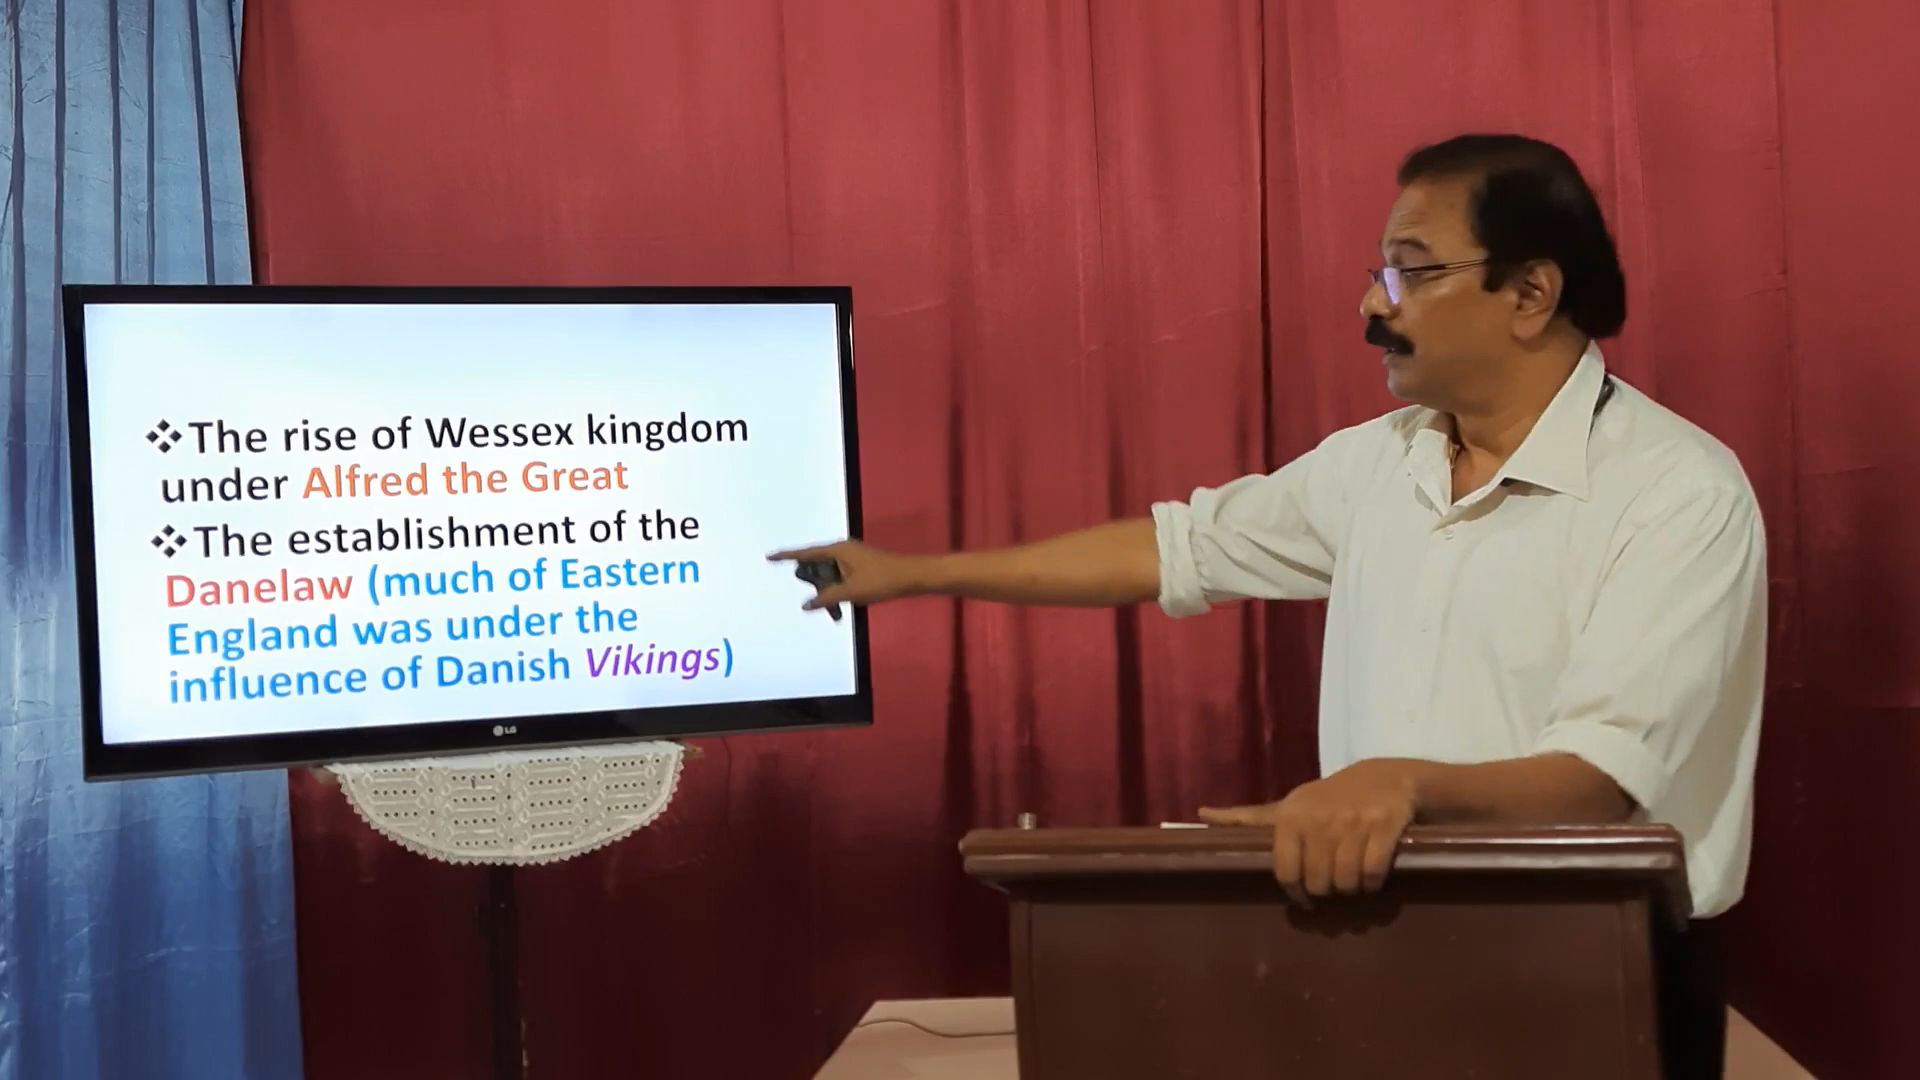 ❖The rise of Wessex kingdom
under Alfred the Great
❖The establishment of the
Danelaw (much of Eastern
England was under the
influence of Danish Vikings)
LG